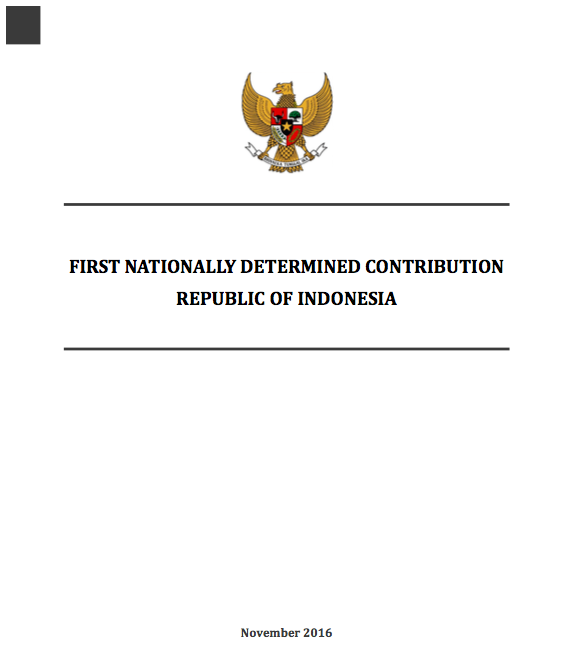 FIRST NATIONALLY DETERMINED CONTRIBUTION
REPUBLIC OF INDONESIA
November 2016